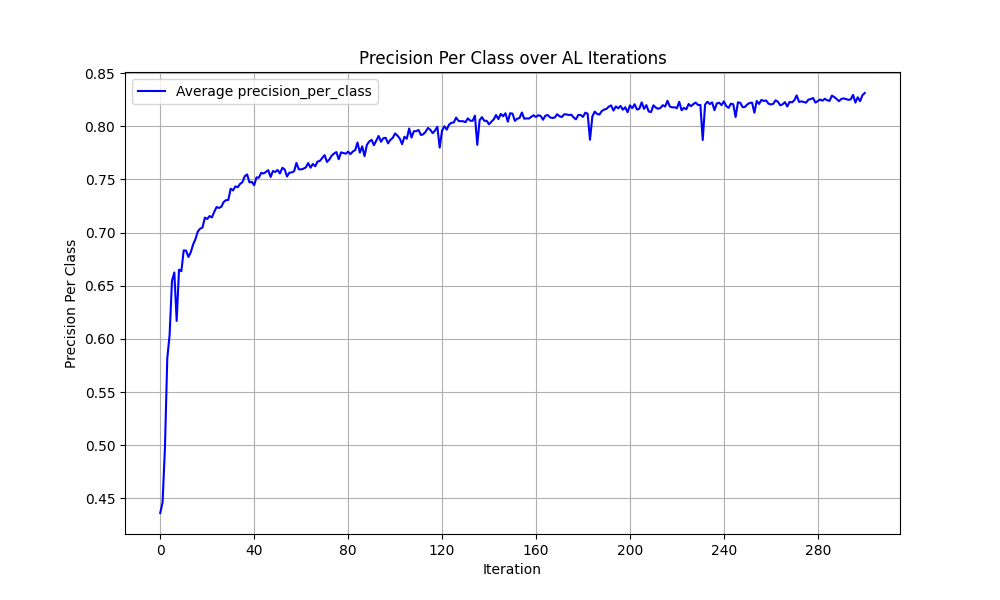 Precision Per Class over AL Iterations
Average precision_per_class
Precision Per Class
0.85
0.80
0.75
0.70
0.65
0.60
0.55
0.50
0.45
0 40 80 120 160 200 240 280
Iteration